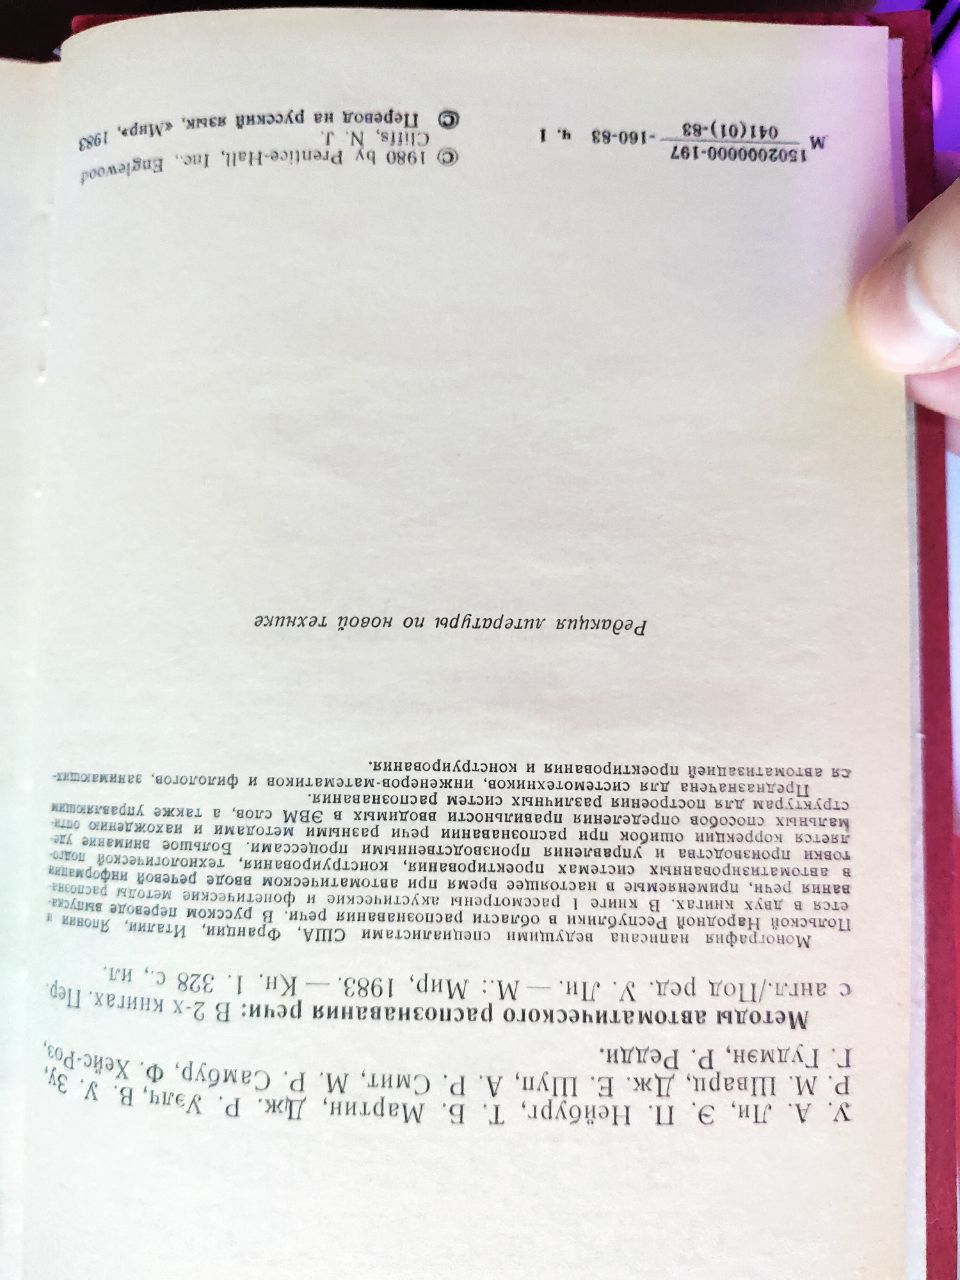 У. А. Ли, Э. П. Нейбург, Т. Б. Мартин, Дж. Р. Уэлч, В. У. Зу,
Р. М. Шварц, Дж. Е. Шуп, А. Р. Смит, М. Р. Самбур, Ф. Хейс-Роз,
Г. Гудмэн, Р. Редди.
Методы автоматического распознавания речи: В 2-х книгах. Пер.
с англ./Под ред. У. Ли. — М.: Мир, 1983. — Кн. 1. 328 с., ил.
Монография написана ведущими специалистами США, Франции, Италии, Японии и
Польской Народной Республики в области распознавания речи. В русском переводе выпуска-
ется в двух книгах. В книге 1 рассмотрены акустические и фонетические методы распозна-
вания речи, применяемые в настоящее время при автоматическом вводе речевой информации
в автоматизированных системах проектирования, конструирования, технологической подго-
товки производства и управления производственными процессами. Большое внимание уде-
ляется коррекции ошибок при распознавании речи разными методами и нахождению опти-
мальных способов определения правильности вводимых в ЭВМ слов, а также управляющим
структурам для построения различных систем распознавания.
Предназначена для системотехников, инженеров-математиков и филологов, занимающих-
ся автоматизацией проектирования и конструирования.
Редакция литературы по новой технике
М 1502000000-197
041(01)-83 -160-83 ч. 1
© 1980 by Prentice-Hall, Inc., Englewood
Cliffs, N. J.
© Перевод на русский язык, «Мир», 1983